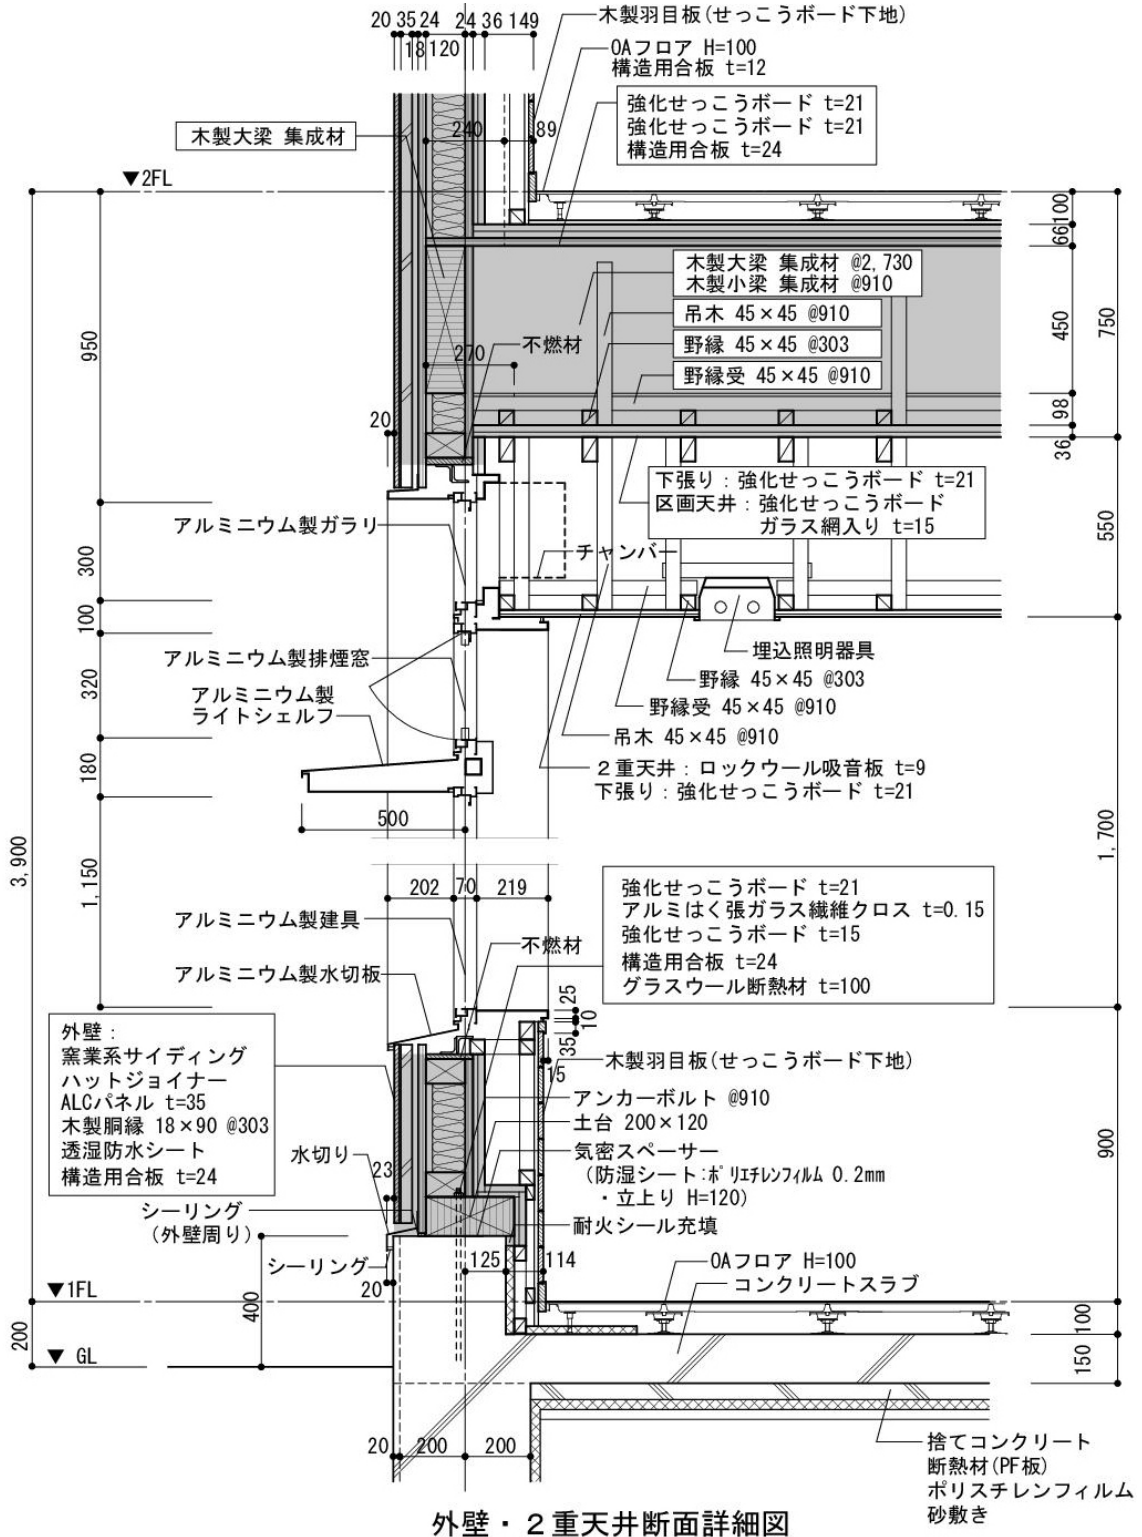 20 35 24 24 36 149
18 120
木製羽目板(せっこうボード下地)
OAフロア H=100
構造用合板 t=12
強化せっこうボード t=21
強化せっこうボード t=21
構造用合板 t=24
木製大梁 集成材
240 89
▼2FL
100
66
木製大梁 集成材 @2,730
木製小梁 集成材 @910
吊木 45×45 @910
野縁 45×45 @303
野縁受 45×45 @910
不燃材
270
950
450
750
98
36
20
下張り:強化せっこうボード t=21
区画天井:強化せっこうボード
ガラス網入り t=15
アルミニウム製ガラリ
チャンバー
300
550
100
アルミニウム製排煙窓
埋込照明器具
320
アルミニウム製
ライトシェルフ
野縁 45×45 @303
野縁受 45×45 @910
吊木 45×45 @910
180
2重天井:ロックウール吸音板 t=9
下張り:強化せっこうボード t=21
500
3,900
1,150
1,700
202 70 219
強化せっこうボード t=21
アルミはく張ガラス繊維クロス t=0.15
強化せっこうボード t=15
構造用合板 t=24
グラスウール断熱材 t=100
アルミニウム製建具
不燃材
アルミニウム製水切板
25
10
35
15
外壁:
窯業系サイディング
ハットジョイナー
ALCパネル t=35
木製胴縁 18×90 @303
透湿防水シート
構造用合板 t=24
木製羽目板(せっこうボード下地)
アンカーボルト @910
土台 200×120
気密スペーサー
(防湿シート:ポリエチレンフィルム 0.2mm
・立上り H=120)
耐火シール充填
900
水切り
23
シーリング
(外壁周り)
シーリング
20
125 114
OAフロア H=100
コンクリートスラブ
▼1FL
400
200
▼ GL
100
150
20 200 200
捨てコンクリート
断熱材(PF板)
ポリスチレンフィルム
砂敷き
外壁・2重天井断面詳細図